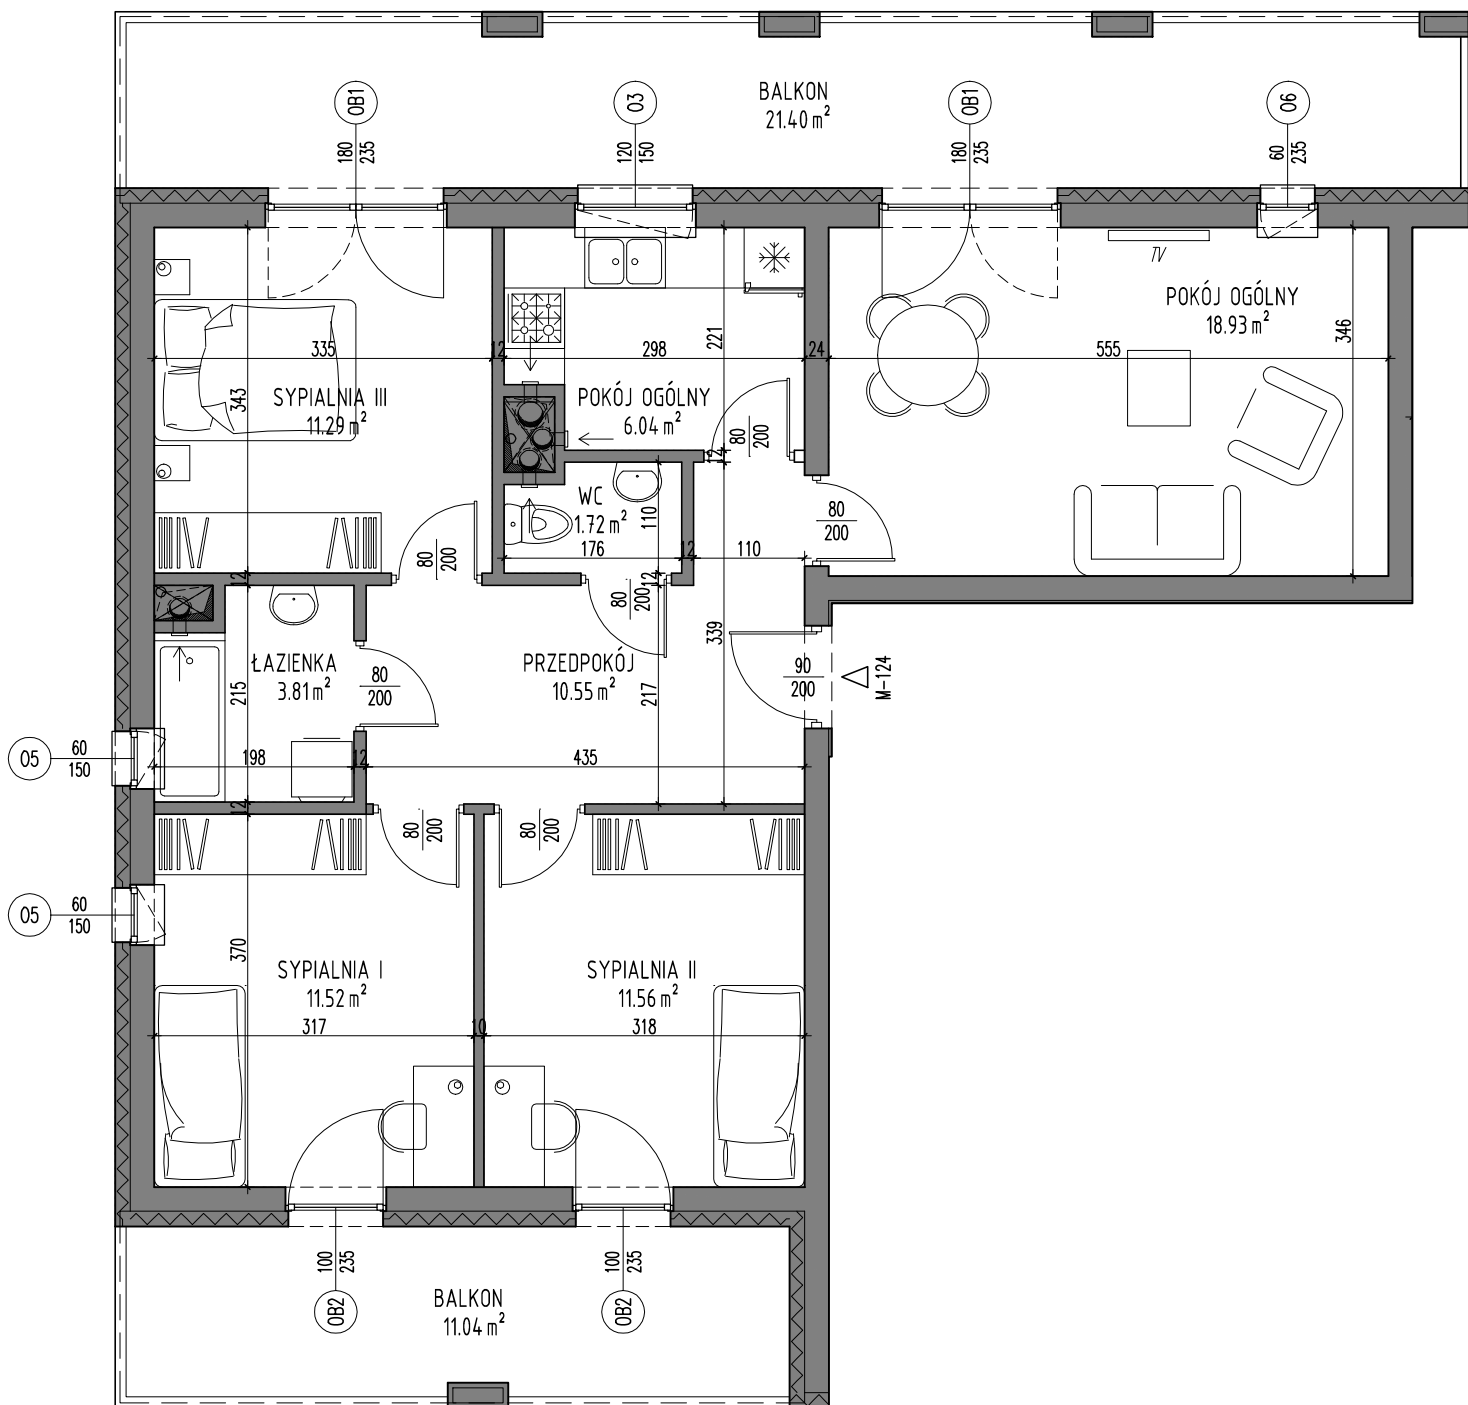 BALKON
21.40 m²
OB1
180
235
O3
120
150
OB1
180
235
O6
60
235
TV
POKÓJ OGÓLNY
18.93 m²
346
335
12
298
24
555
221
343
SYPIALNIA III
11.29 m²
POKÓJ OGÓLNY
6.04 m²
80
200
12
WC
1.72 m²
110
176
12
110
80
200
80
200
12
12
80
200
339
ŁAZIENKA
3.81 m²
215
80
200
PRZEDPOKÓJ
10.55 m²
217
90
200
M-124
O5
60
150
198
12
435
12
80
200
80
200
O5
60
150
370
SYPIALNIA I
11.52 m²
317
10
SYPIALNIA II
11.56 m²
318
100
235
OB2
100
235
OB2
BALKON
11.04 m²